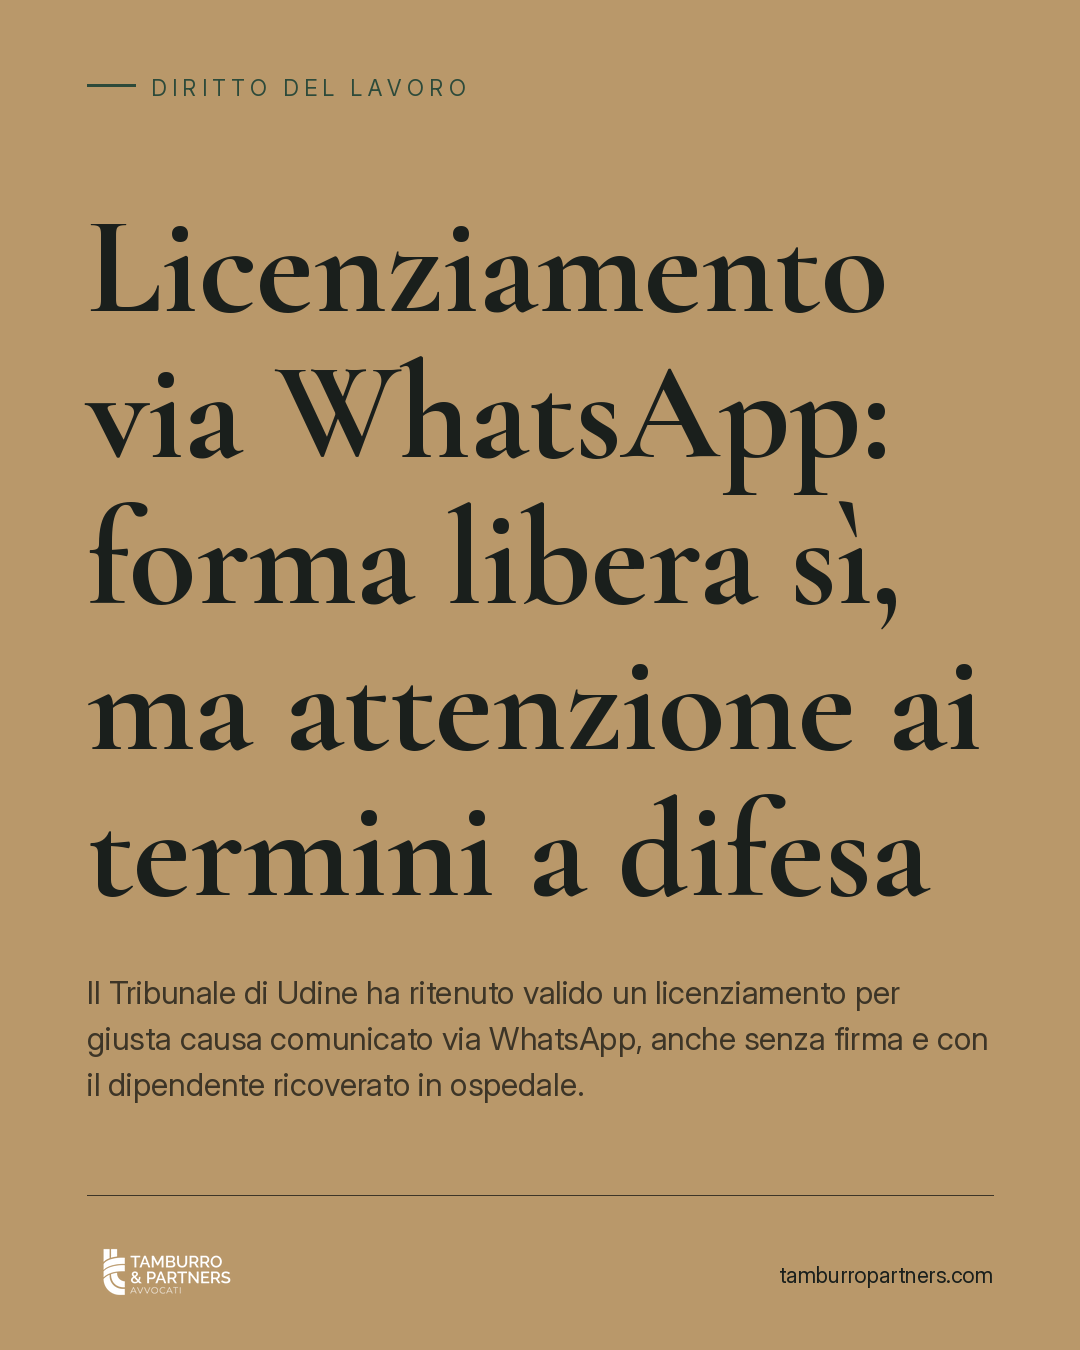 DIRITTO DEL LAVORO
Licenziamento
via WhatsApp:
forma libera sì,
ma attenzione ai
termini a difesa
Il Tribunale di Udine ha ritenuto valido un licenziamento per
giusta causa comunicato via WhatsApp, anche senza firma e con
il dipendente ricoverato in ospedale.
TAMBURRO
& PARTNERS
AVVOCATI
tamburropartners.com